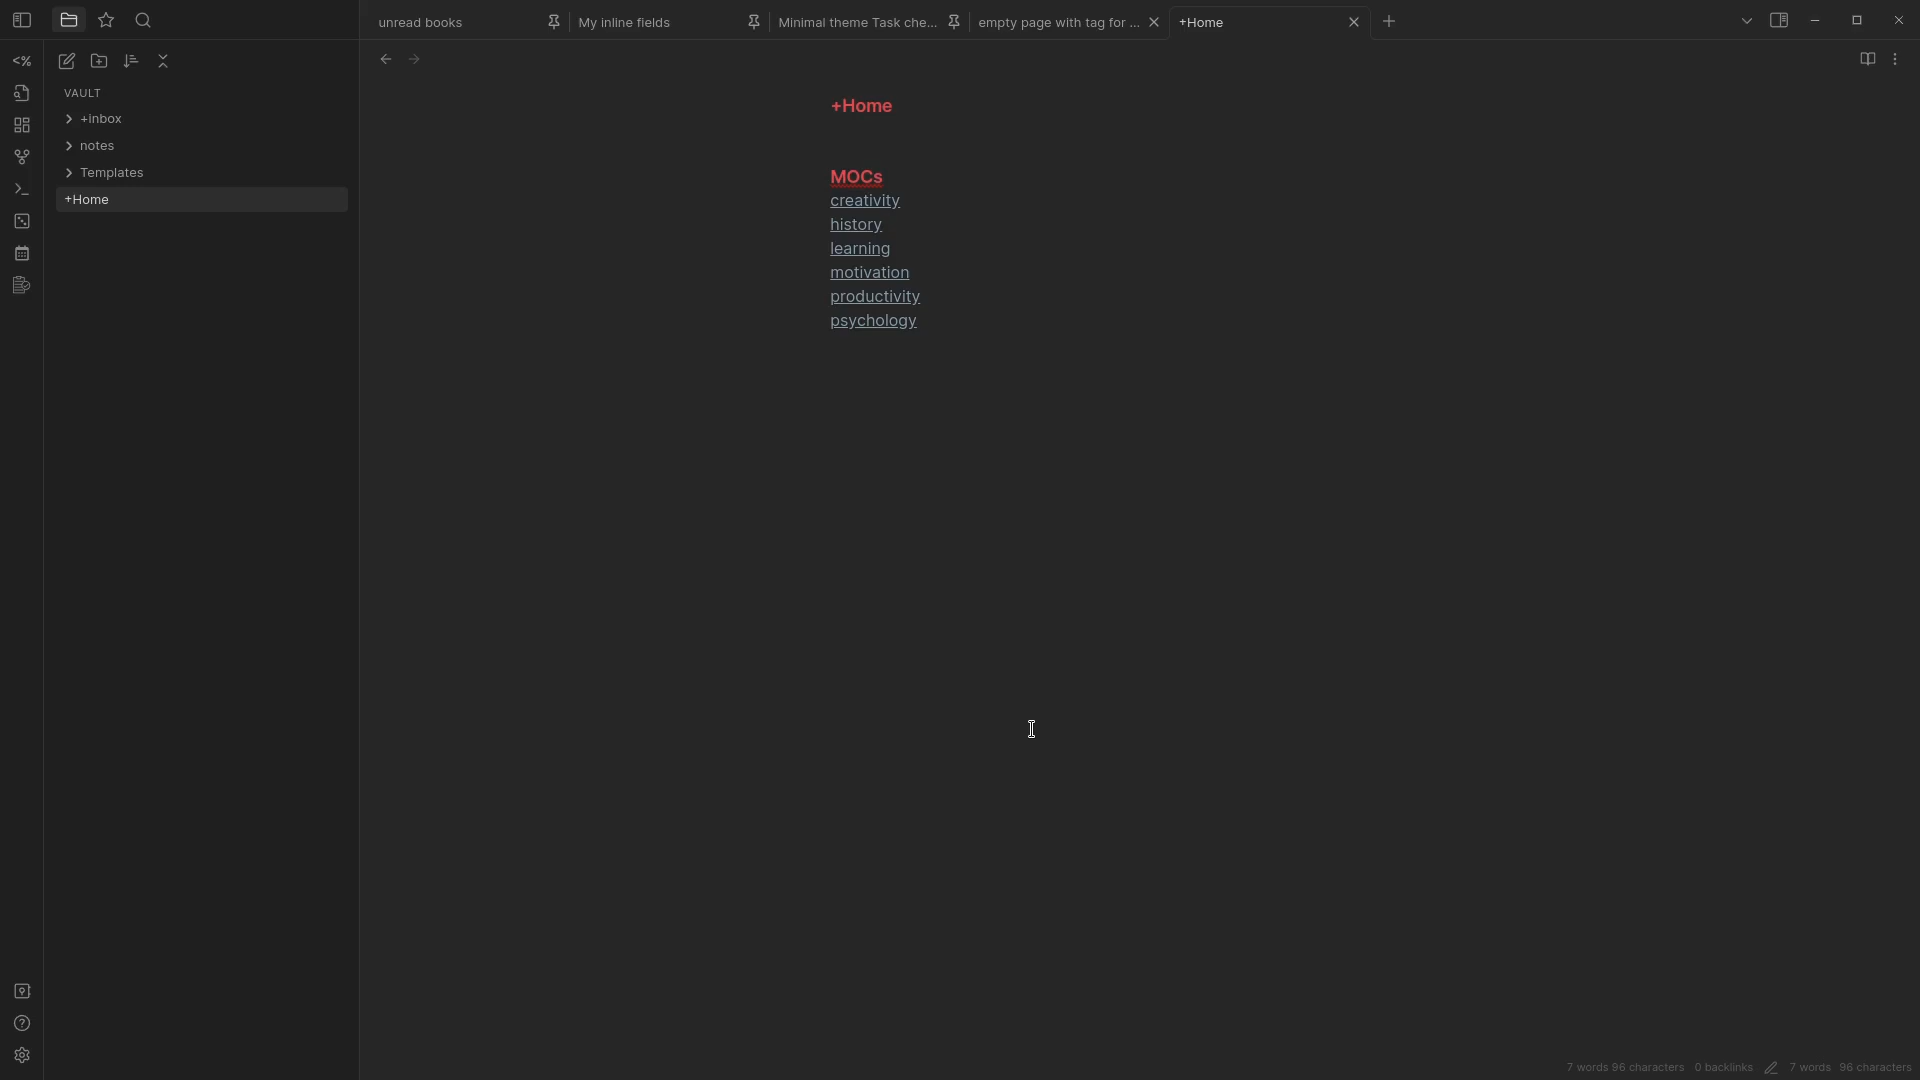 unread books
My inline fields
Minimal theme Task che...
empty page with tag for ...
+Home
<%
VAULT
+inbox
notes
Templates
+Home
+Home
MOCs
creativity
history
learning
motivation
productivity
psychology
7 words 96 characters 0 backlinks 7 words 96 characters